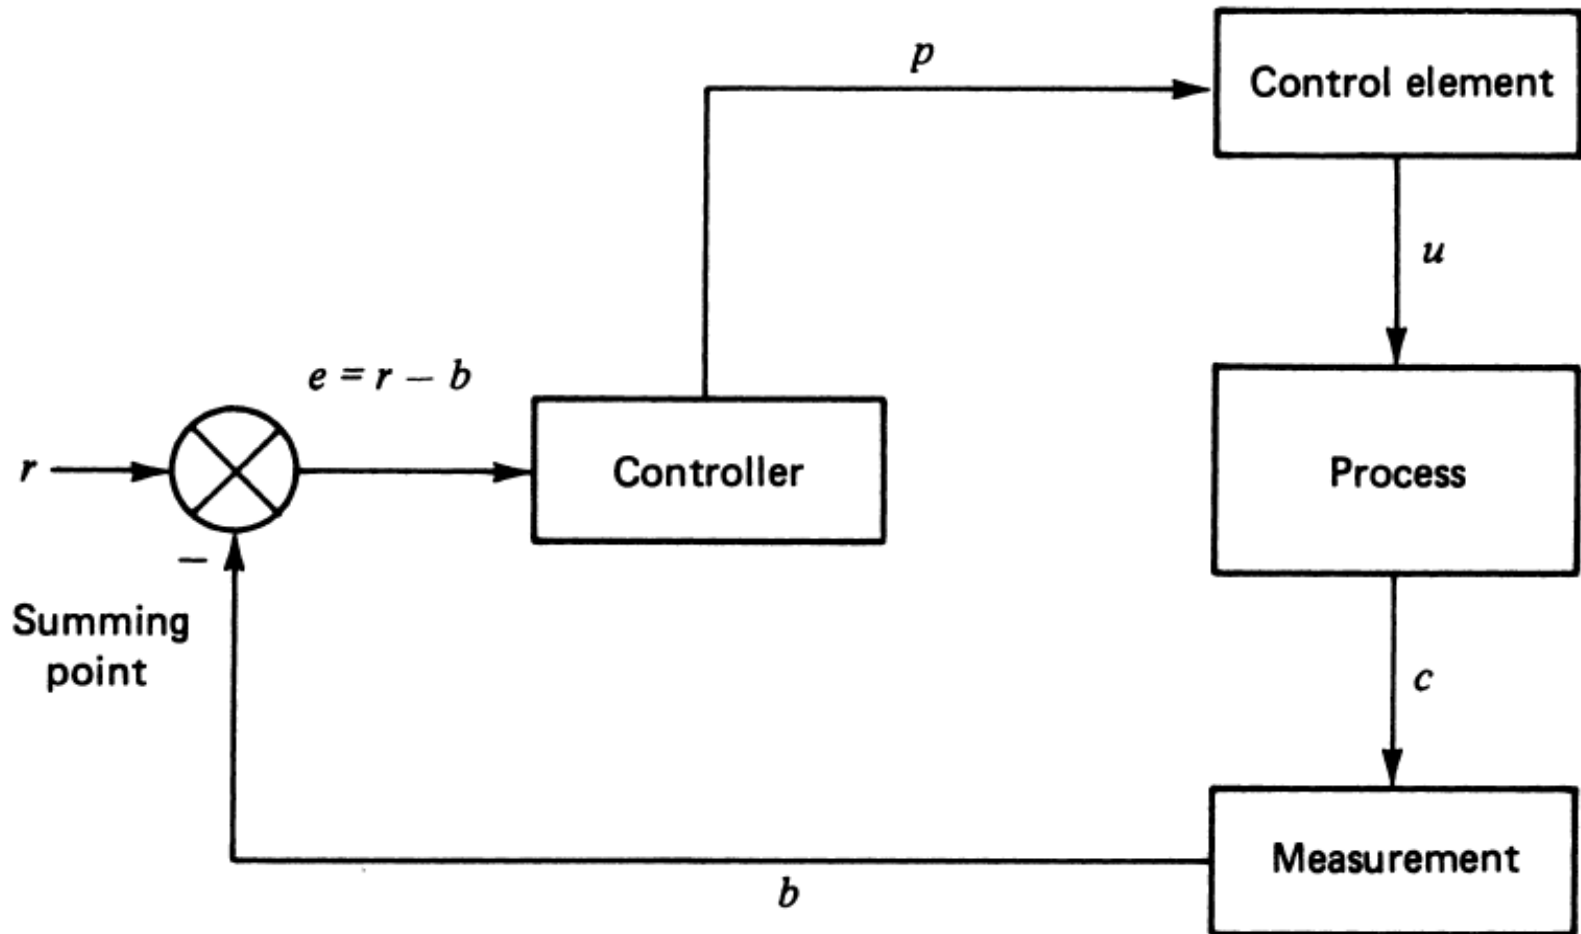 p
Control element
u
e = r − b
r
Controller
Process
−
Summing
point
c
Measurement
b